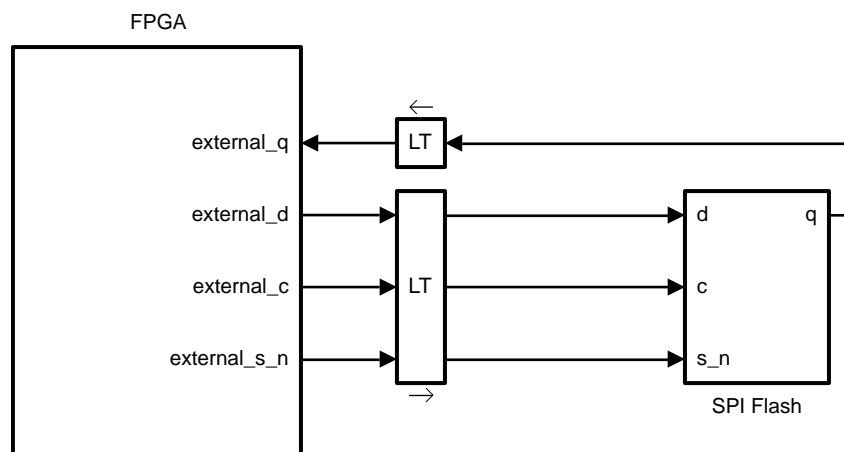 FPGA
external_q
LT
external_d
d
q
external_c
LT
c
external_s_n
s_n
SPI Flash